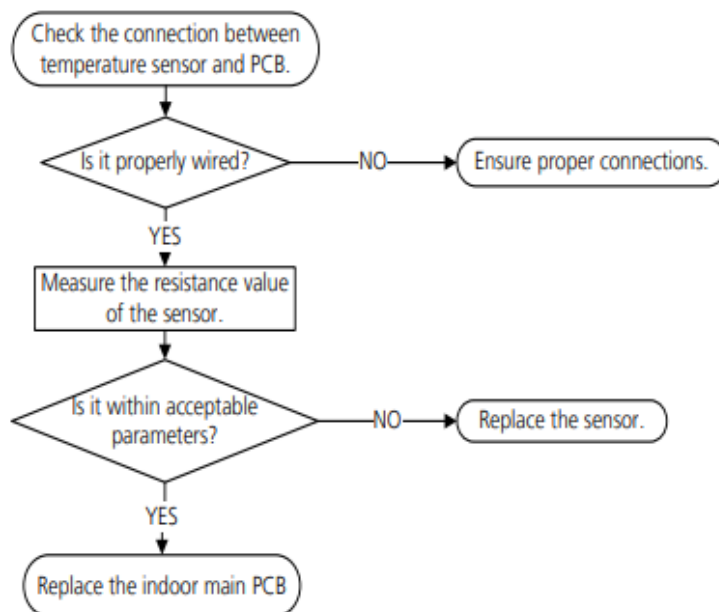 Check the connection between
temperature sensor and PCB.
Is it properly wired?
NO
Ensure proper connections.
YES
Measure the resistance value
of the sensor.
Is it within acceptable
parameters?
NO
Replace the sensor.
YES
Replace the indoor main PCB